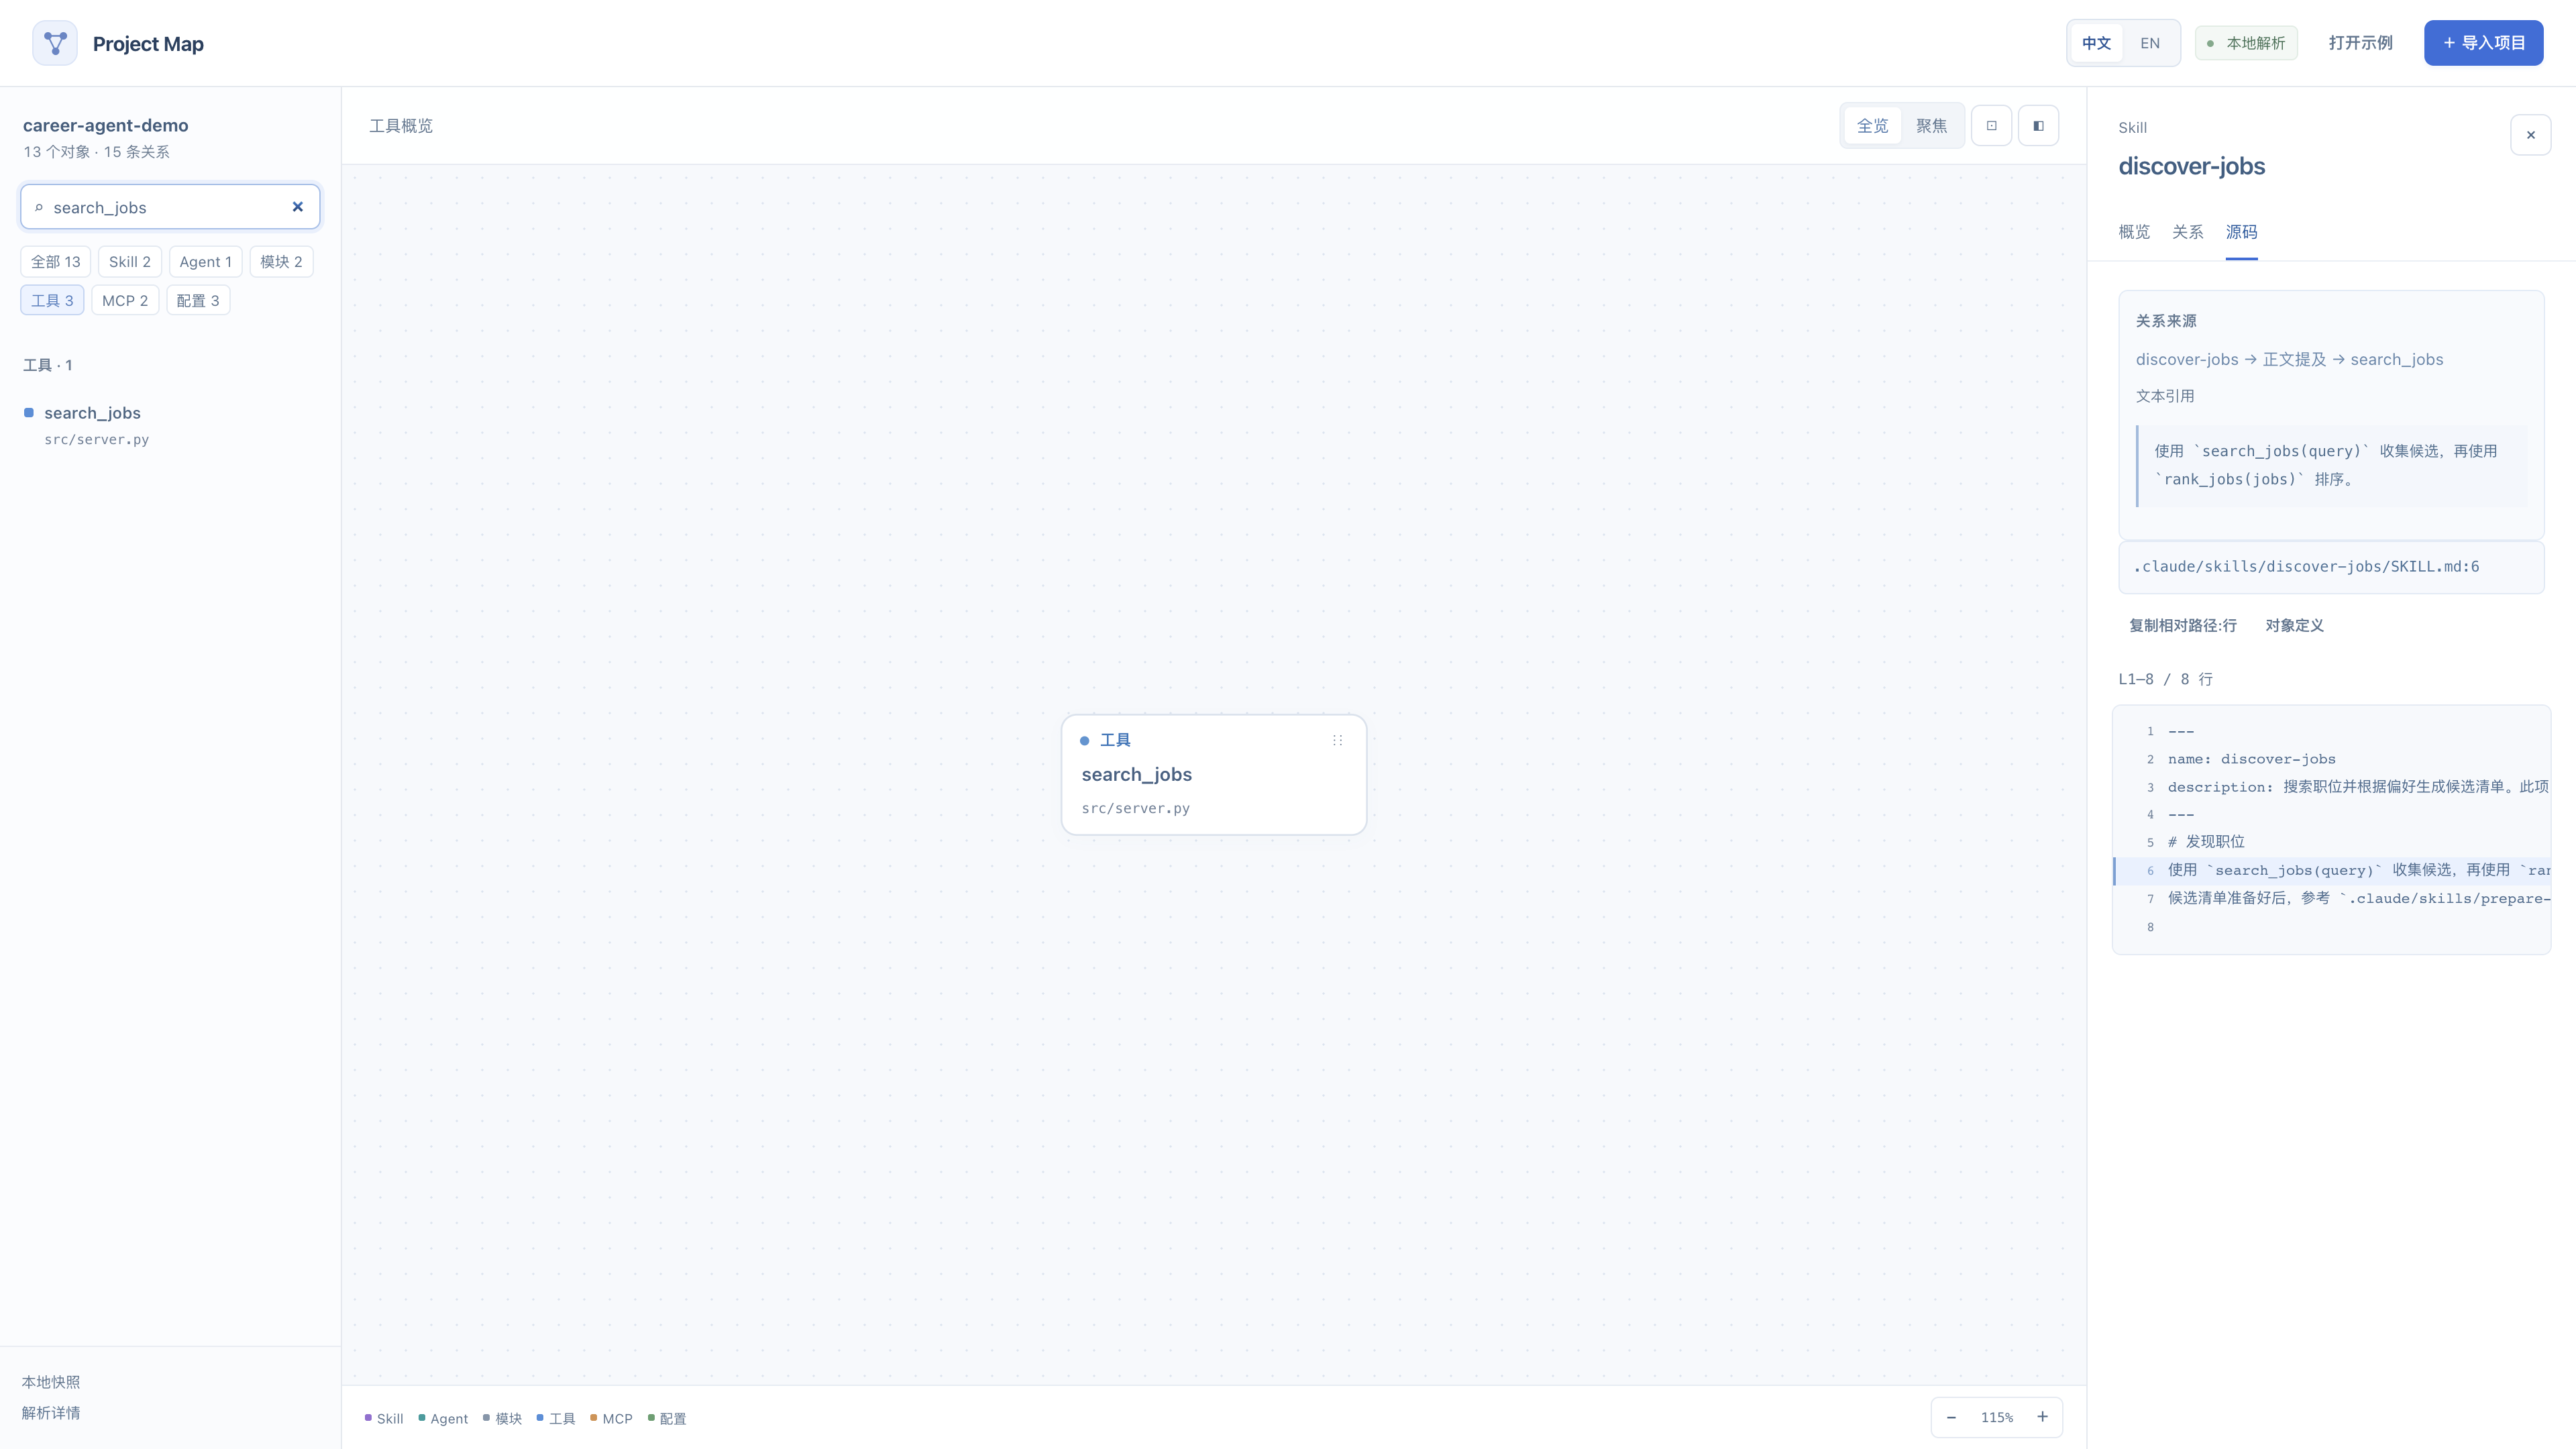 Project Map
中文 EN
本地解析
打开示例
+ 导入项目
career-agent-demo
13 个对象 · 15 条关系
search_jobs ×
全部 13 Skill 2 Agent 1 模块 2
工具 3 MCP 2 配置 3
工具 · 1
search_jobs
src/server.py
本地快照
解析详情
工具概览
全览 聚焦
工具
search_jobs
src/server.py
Skill Agent 模块 工具 MCP 配置
− 115% +
Skill
×
discover-jobs
概览 关系 源码
关系来源
discover-jobs → 正文提及 → search_jobs
文本引用
使用 `search_jobs(query)` 收集候选，再使用
`rank_jobs(jobs)` 排序。
.claude/skills/discover-jobs/SKILL.md:6
复制相对路径:行 对象定义
L1–8 / 8 行
1 ---
2 name: discover-jobs
3 description: 搜索职位并根据偏好生成候选清单。此项
4 ---
5 # 发现职位
6 使用 `search_jobs(query)` 收集候选，再使用 `ran
7 候选清单准备好后，参考 `.claude/skills/prepare-
8